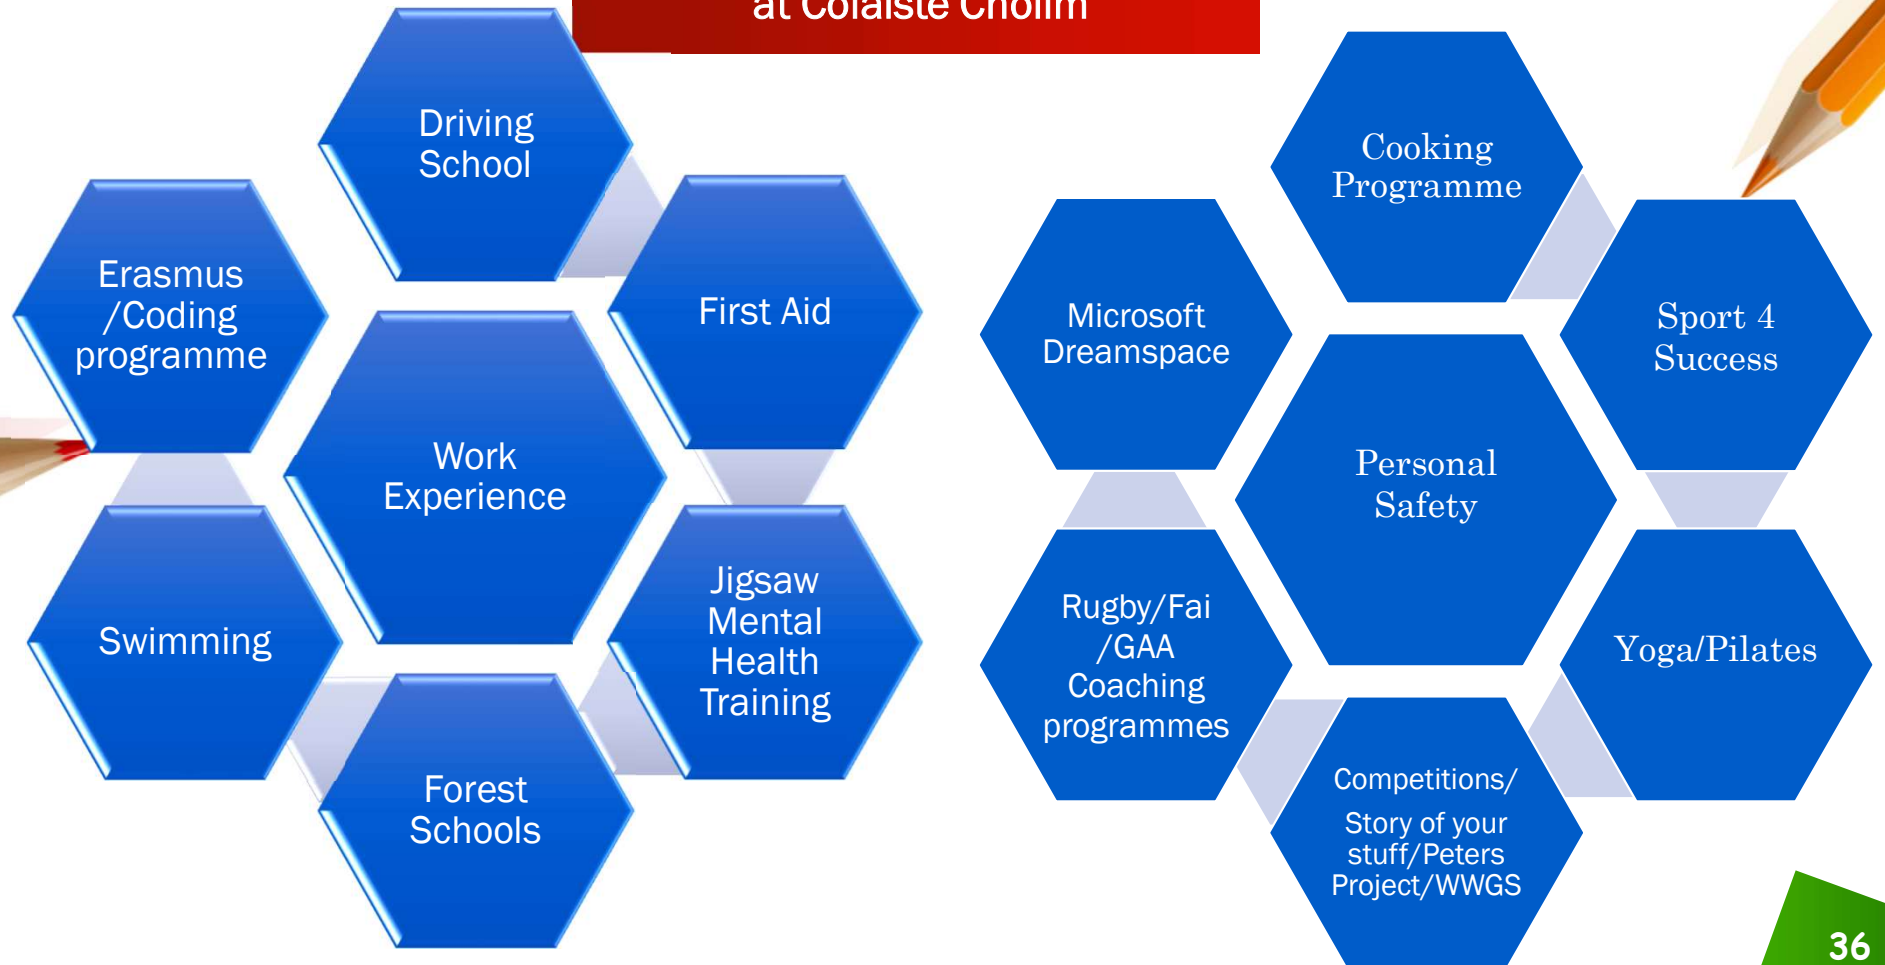 at Colaiste Choilm
Driving
School
First Aid
Erasmus
/Coding
programme
Work
Experience
Swimming
Jigsaw
Mental
Health
Training
Forest
Schools
Cooking
Programme
Microsoft
Dreamspace
Sport 4
Success
Personal
Safety
Rugby/Fai
/GAA
Coaching
programmes
Yoga/Pilates
Competitions/
Story of your
stuff/Peters
Project/WWGS
36